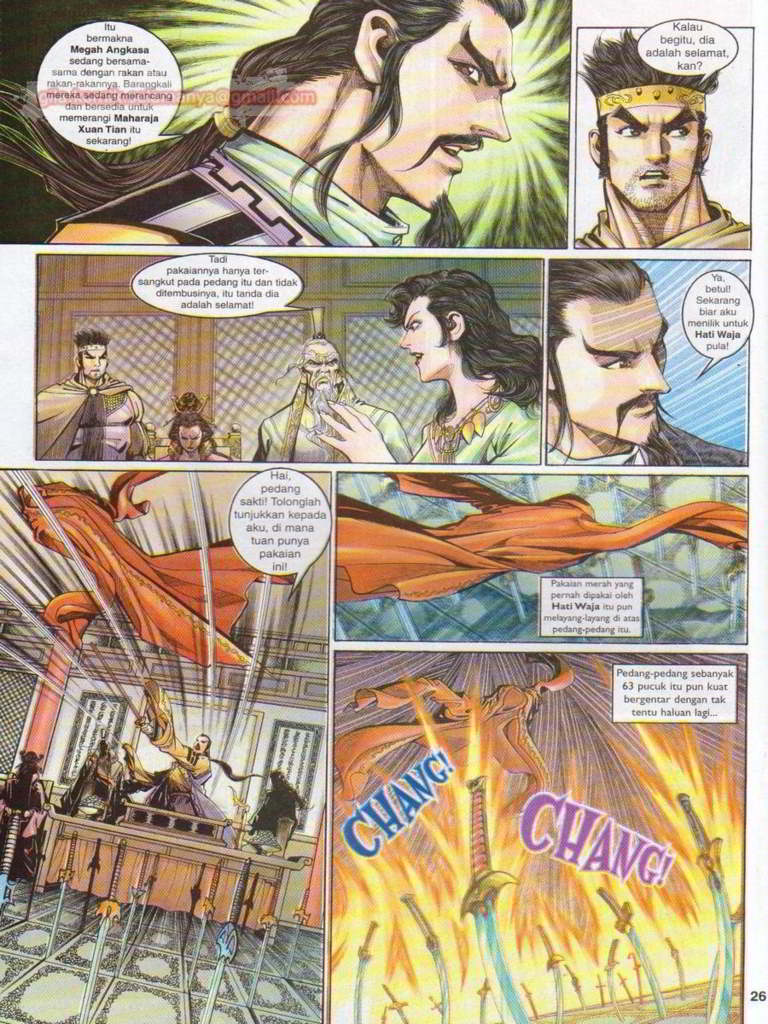 Itu
bermakna
Megah Angkasa
sedang bersama-
sama dengan rakan atau
rakan-rakannya. Barangkali
mereka sedang merancang
dan bersedia untuk
memerangi Maharaja
Xuan Tian itu
sekarang!
Kalau
begitu, dia
adalah selamat,
kan?
Tadi
pakaiannya hanya ter-
sangkut pada pedang itu dan tidak
ditembusinya, itu tanda dia
adalah selamat!
Ya,
betul!
Sekarang
biar aku
menilik untuk
Hati Waja
pula!
Hai,
pedang
sakti! Tolonglah
tunjukkan kepada
aku, di mana
tuan punya
pakaian
ini!
Pakaian merah yang
pernah dipakai oleh
Hati Waja itu pun
melayang-layang di atas
pedang-pedang itu.
Pedang-pedang sebanyak
63 pucuk itu pun kuat
bergentar dengan tak
tentu haluan lagi...
CHANG!
CHANG!
26